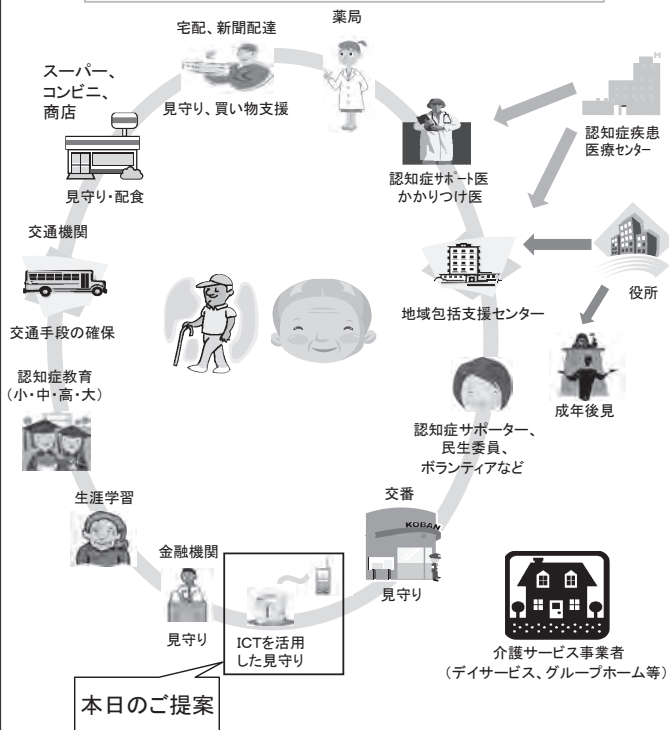 薬局
宅配、新聞配達
見守り、買い物支援
スーパー、
コンビニ、
商店
見守り・配食
H
認知症疾患
医療センター
認知症サポート医
かかりつけ医
交通機関
交通手段の確保
地域包括支援センター
役所
成年後見
認知症教育
（小・中・高・大）
認知症サポーター、
民生委員、
ボランティアなど
生涯学習
交番
KOBAN
見守り
金融機関
見守り
ICTを活用
した見守り
介護サービス事業者
（デイサービス、グループホーム等）
本日のご提案